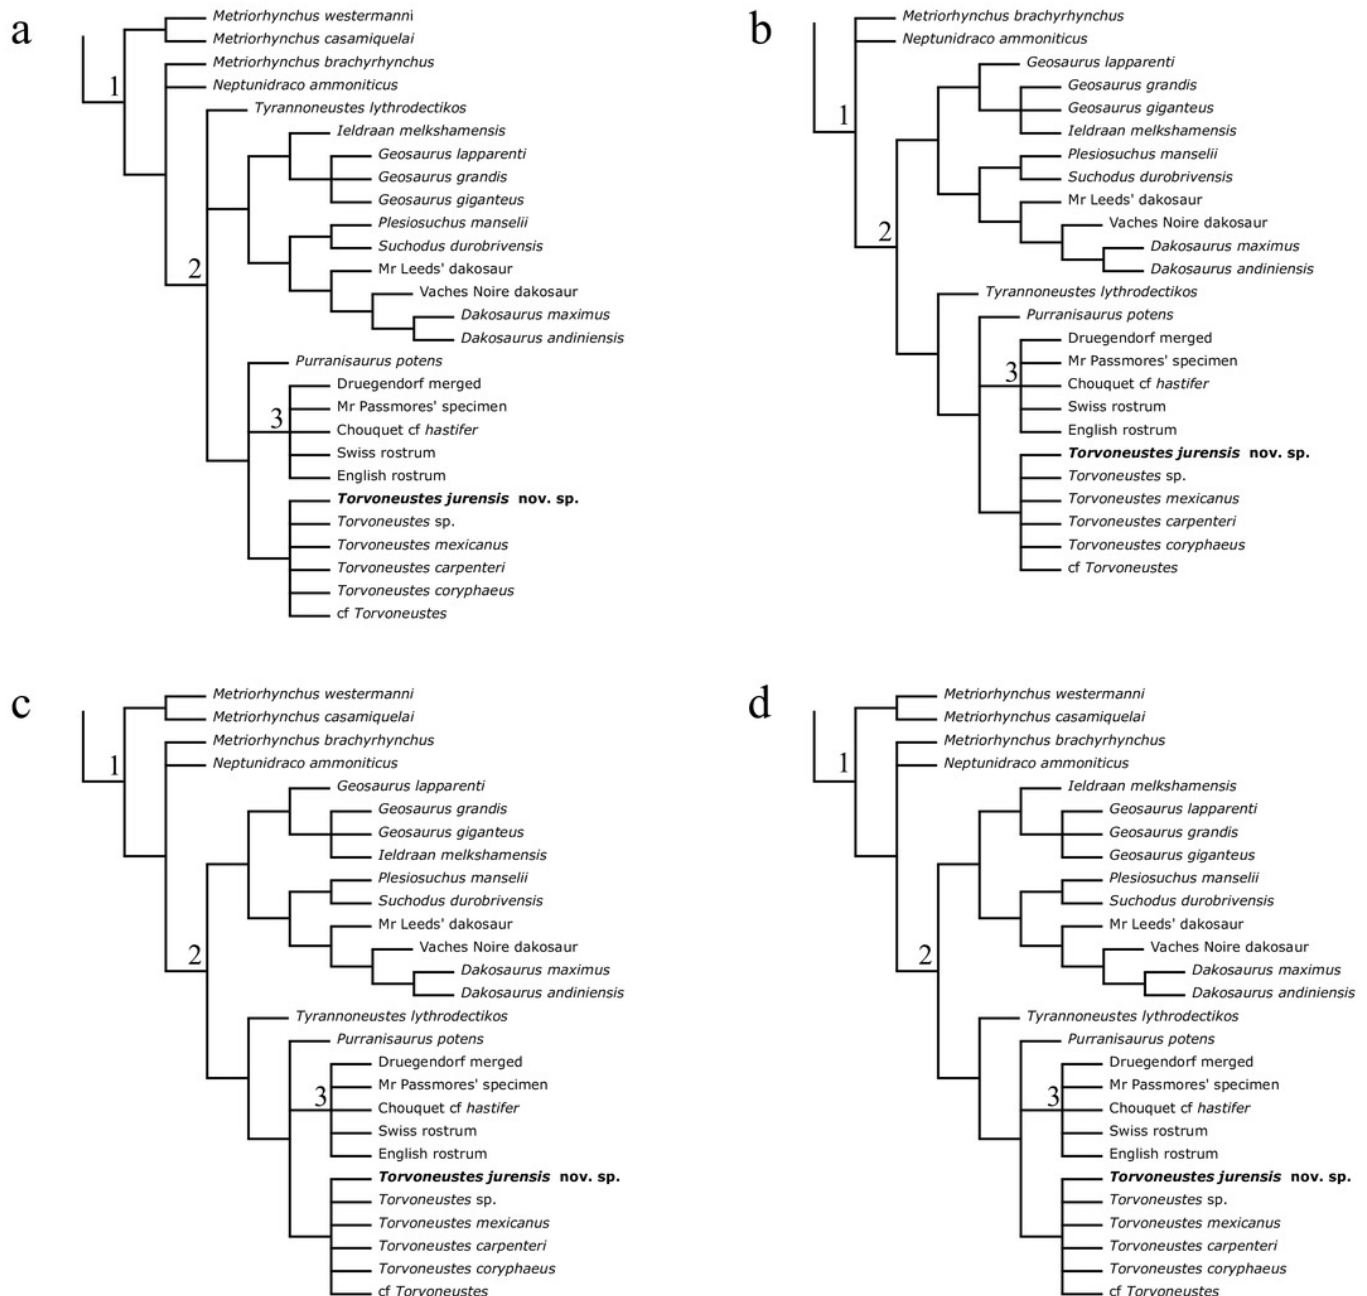 a
Metriorhynchus westermanni
Metriorhynchus casamiquelai
Metriorhynchus brachyrhynchus
1
Neptunidraco ammoniticus
Tyrannoneustes lythrodectikos
Ieldraan melkshamensis
Geosaurus lapparenti
Geosaurus grandis
Geosaurus giganteus
Plesiosuchus manselii
Suchodus durobrivensis
2
Mr Leeds' dakosaur
Vaches Noire dakosaur
Dakosaurus maximus
Dakosaurus andiniensis
Purranisaurus potens
Druegendorf merged
Mr Passmores' specimen
3
Chouquet cf hastifer
Swiss rostrum
English rostrum
Torvoneustes jurensis nov. sp.
Torvoneustes sp.
Torvoneustes mexicanus
Torvoneustes carpenteri
Torvoneustes coryphaeus
cf Torvoneustes
b
Metriorhynchus brachyrhynchus
Neptunidraco ammoniticus
Geosaurus lapparenti
Geosaurus grandis
1
Geosaurus giganteus
Ieldraan melkshamensis
Plesiosuchus manselii
Suchodus durobrivensis
Mr Leeds' dakosaur
2
Vaches Noire dakosaur
Dakosaurus maximus
Dakosaurus andiniensis
Tyrannoneustes lythrodectikos
Purranisaurus potens
Druegendorf merged
Mr Passmores' specimen
3
Chouquet cf hastifer
Swiss rostrum
English rostrum
Torvoneustes jurensis nov. sp.
Torvoneustes sp.
Torvoneustes mexicanus
Torvoneustes carpenteri
Torvoneustes coryphaeus
cf Torvoneustes
c
Metriorhynchus westermanni
Metriorhynchus casamiquelai
Metriorhynchus brachyrhynchus
1
Neptunidraco ammoniticus
Geosaurus lapparenti
Geosaurus grandis
Geosaurus giganteus
Ieldraan melkshamensis
Plesiosuchus manselii
Suchodus durobrivensis
Mr Leeds' dakosaur
2
Vaches Noire dakosaur
Dakosaurus maximus
Dakosaurus andiniensis
Tyrannoneustes lythrodectikos
Purranisaurus potens
Druegendorf merged
Mr Passmores' specimen
3
Chouquet cf hastifer
Swiss rostrum
English rostrum
Torvoneustes jurensis nov. sp.
Torvoneustes sp.
Torvoneustes mexicanus
Torvoneustes carpenteri
Torvoneustes coryphaeus
cf Torvoneustes
d
Metriorhynchus westermanni
Metriorhynchus casamiquelai
Metriorhynchus brachyrhynchus
1
Neptunidraco ammoniticus
Ieldraan melkshamensis
Geosaurus lapparenti
Geosaurus grandis
Geosaurus giganteus
Plesiosuchus manselii
Suchodus durobrivensis
Mr Leeds' dakosaur
2
Vaches Noire dakosaur
Dakosaurus maximus
Dakosaurus andiniensis
Tyrannoneustes lythrodectikos
Purranisaurus potens
Druegendorf merged
Mr Passmores' specimen
3
Chouquet cf hastifer
Swiss rostrum
English rostrum
Torvoneustes jurensis nov. sp.
Torvoneustes sp.
Torvoneustes mexicanus
Torvoneustes carpenteri
Torvoneustes coryphaeus
cf Torvoneustes